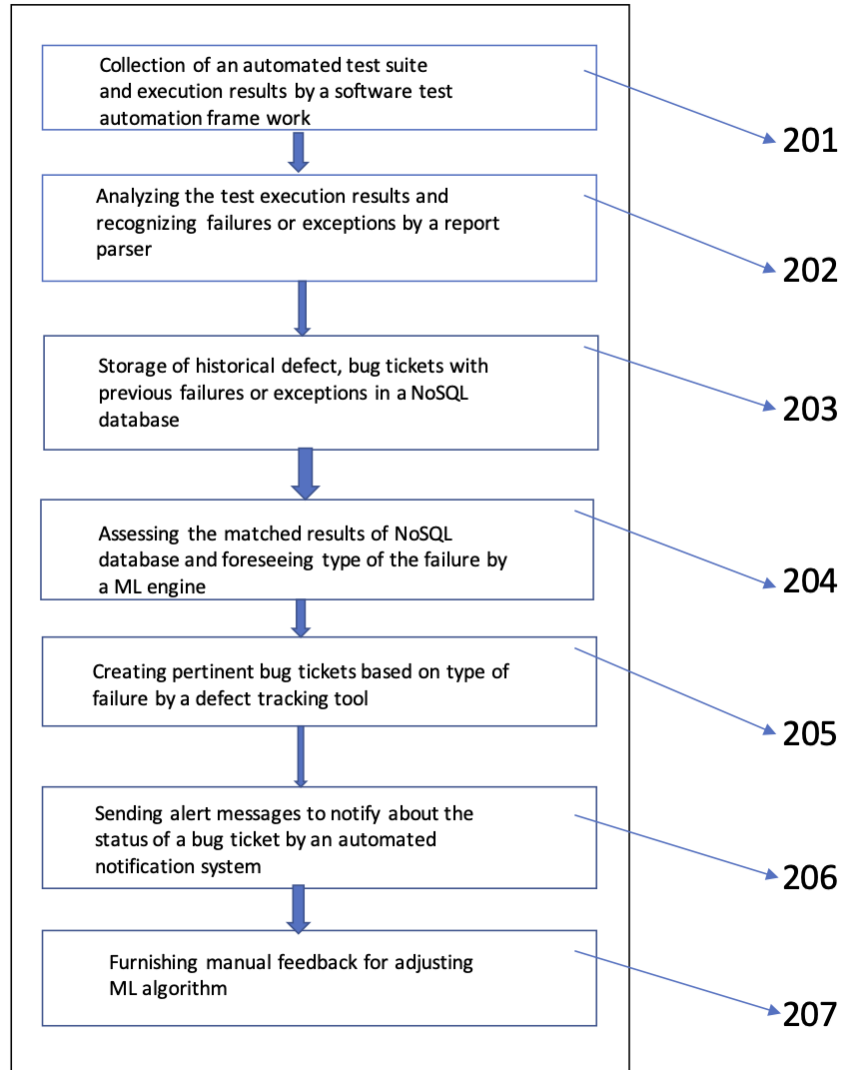 Collection of an automated test suite
and execution results by a software test
automation frame work
201
Analyzing the test execution results and
recognizing failures or exceptions by a report
parser
202
Storage of historical defect, bug tickets with
previous failures or exceptions in a NoSQL
database
203
Assessing the matched results of NoSQL
database and foreseeing type of the failure by
a ML engine
204
Creating pertinent bug tickets based on type of
failure by a defect tracking tool
205
Sending alert messages to notify about the
status of a bug ticket by an automated
notification system
206
Furnishing manual feedback for adjusting
ML algorithm
207